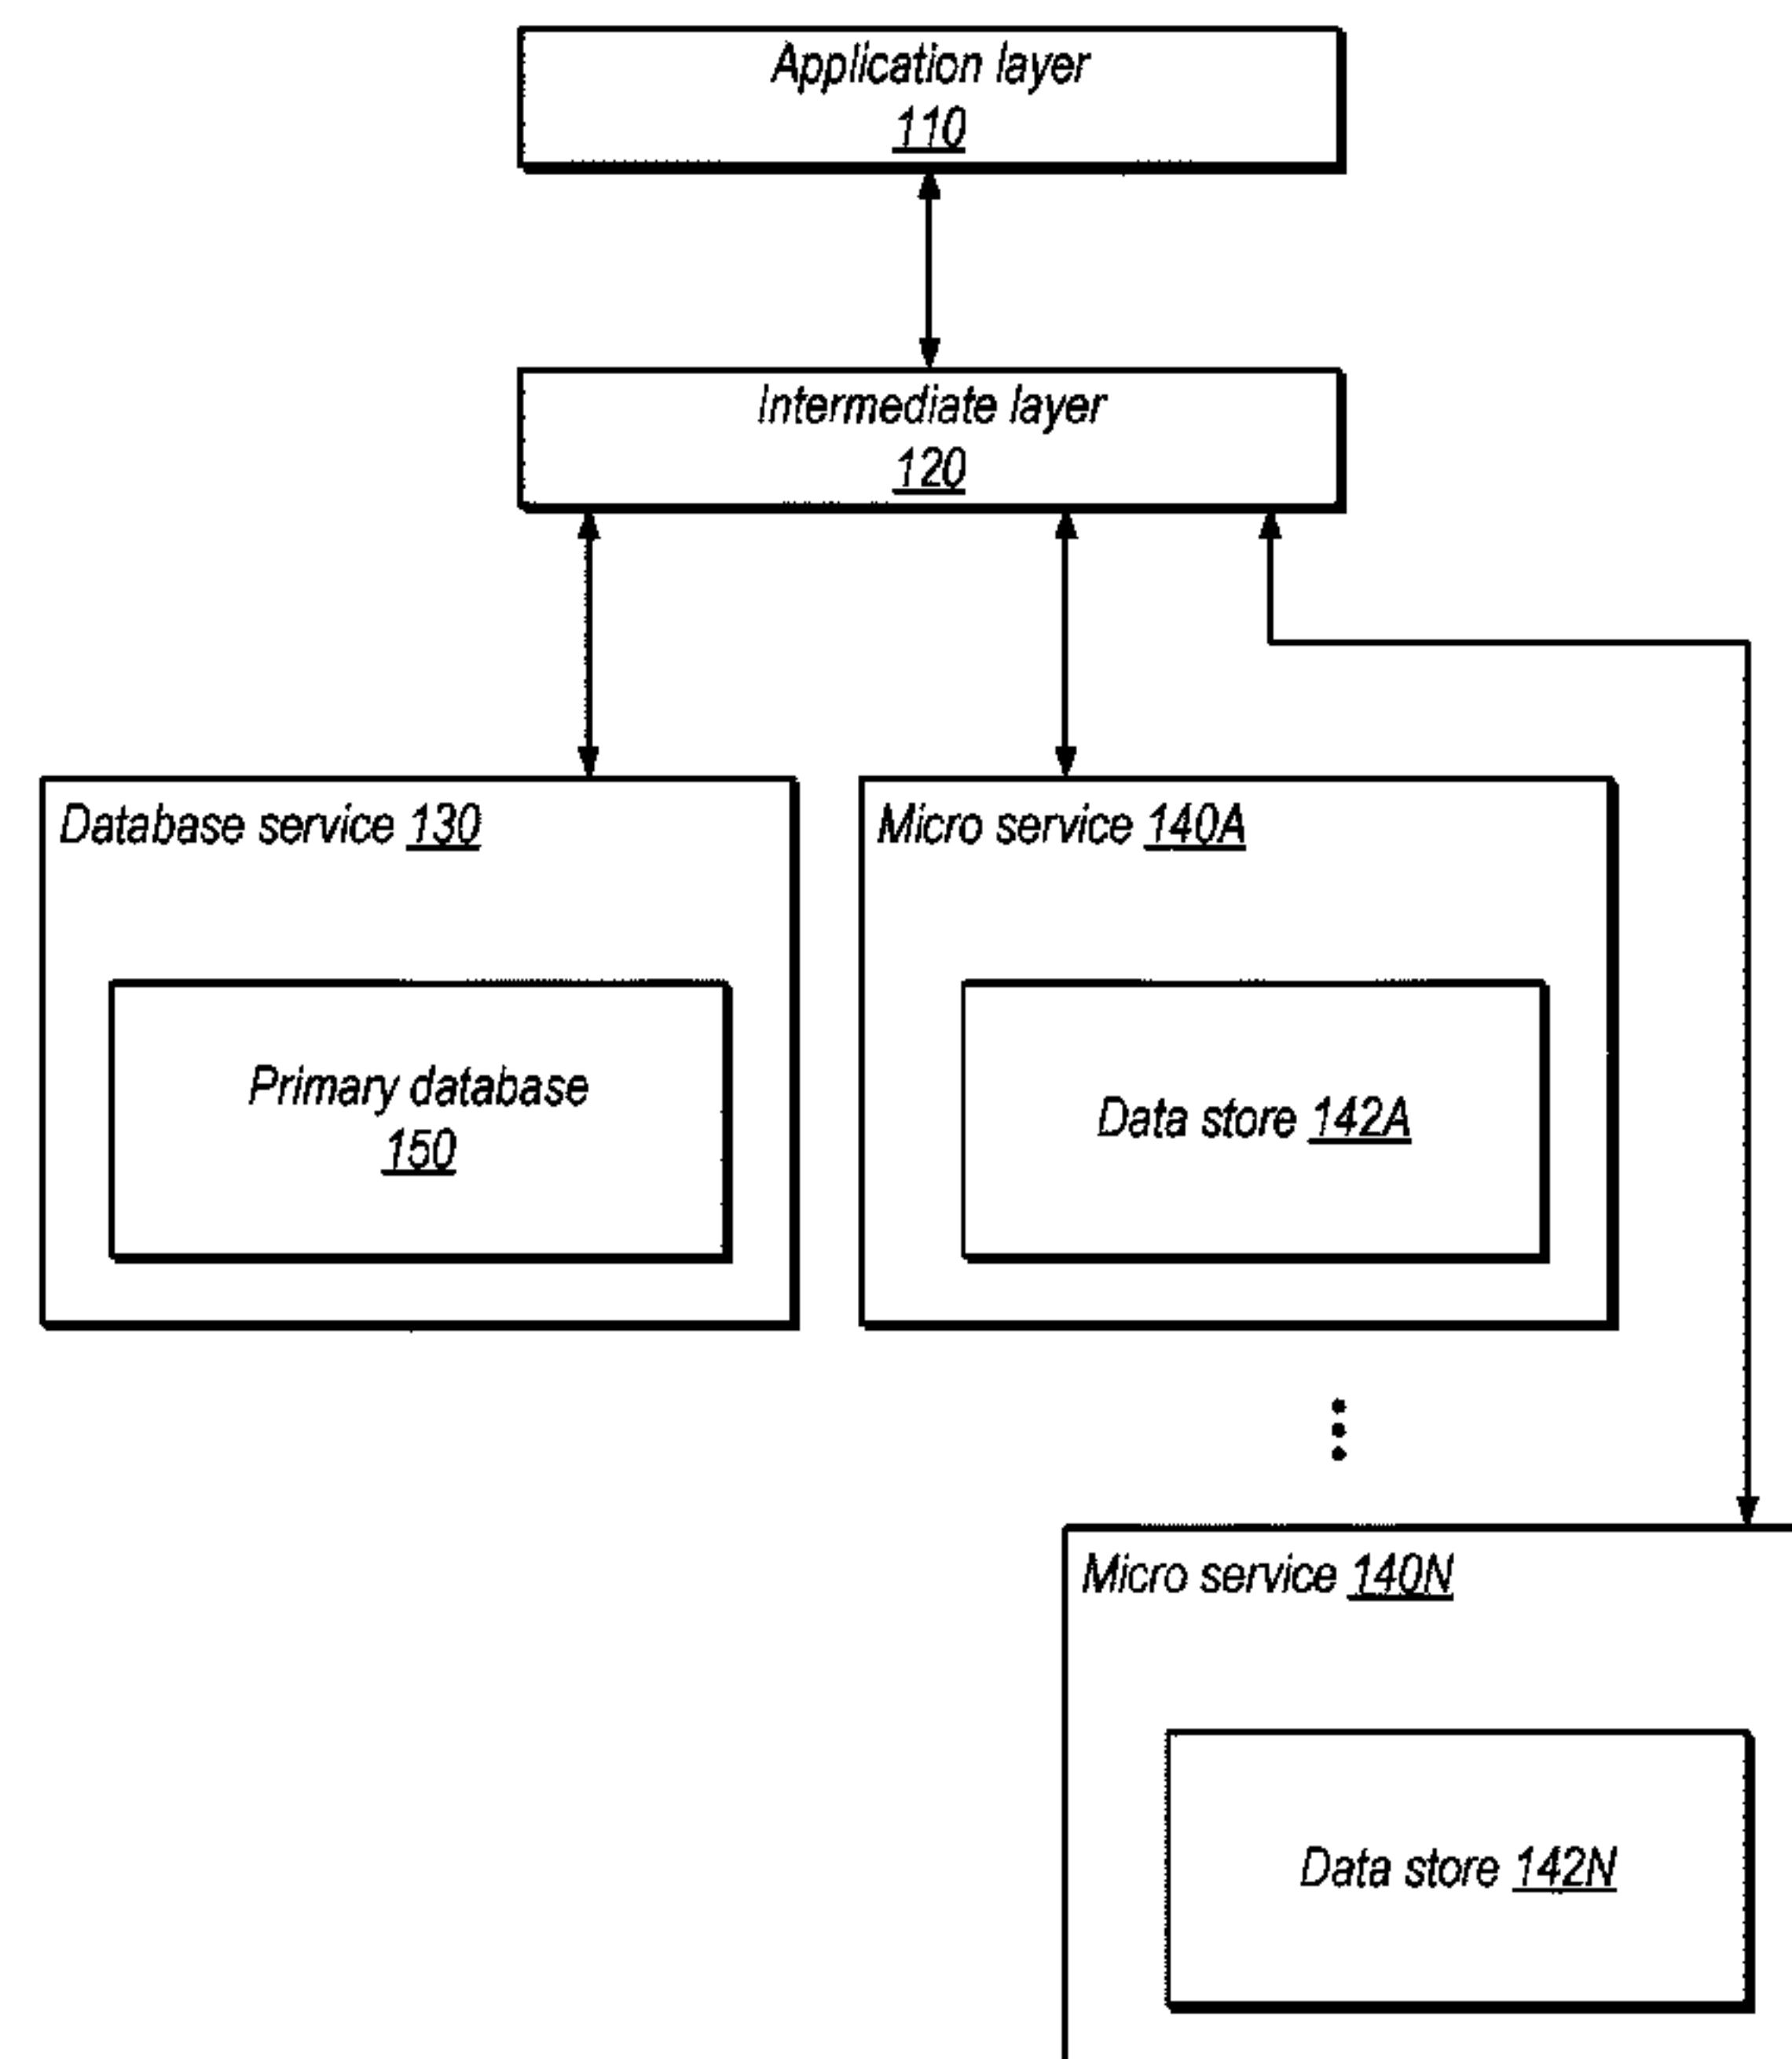 Application layer
110
Intermediate layer
120
Database service 130
Primary database
150
Micro service 140A
Data store 142A
Micro service 140N
Data store 142N